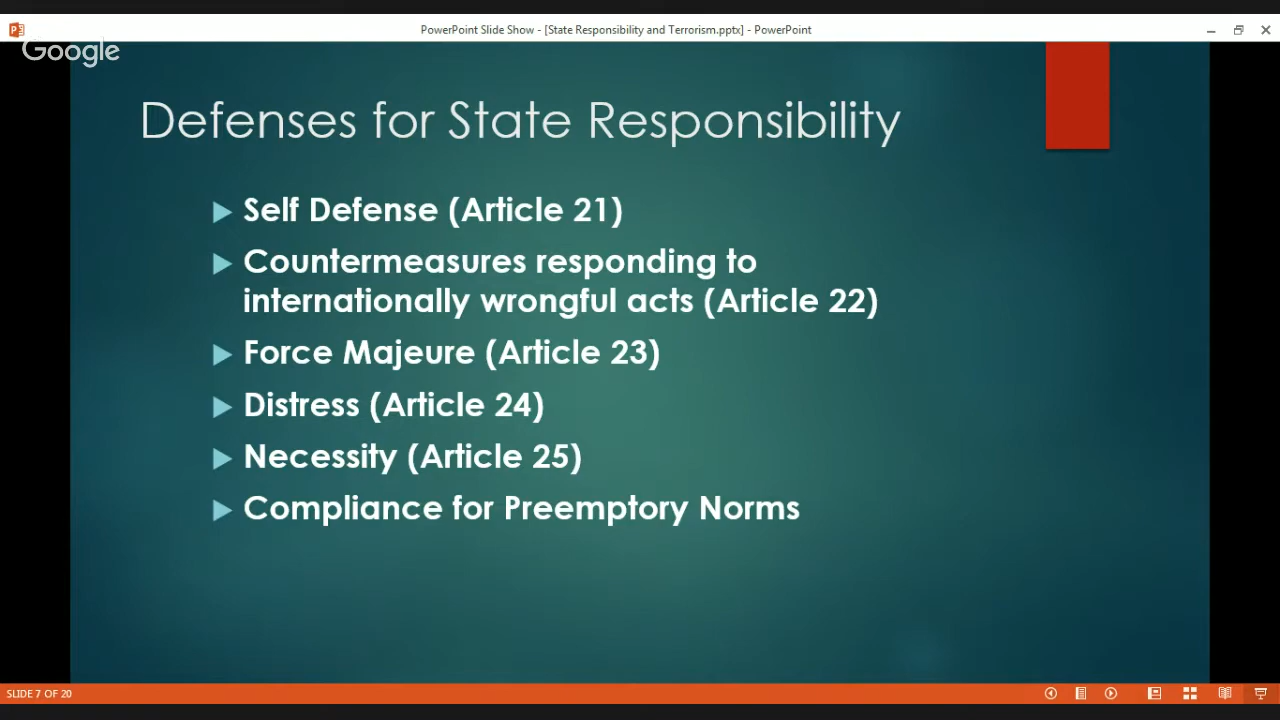 PowerPoint Slide Show - [State Responsibility and Terrorism.pptx] - PowerPoint
Google
Defenses for State Responsibility
Self Defense (Article 21)
Countermeasures responding to
internationally wrongful acts (Article 22)
Force Majeure (Article 23)
Distress (Article 24)
Necessity (Article 25)
Compliance for Preemptory Norms
SLIDE 7 OF 20